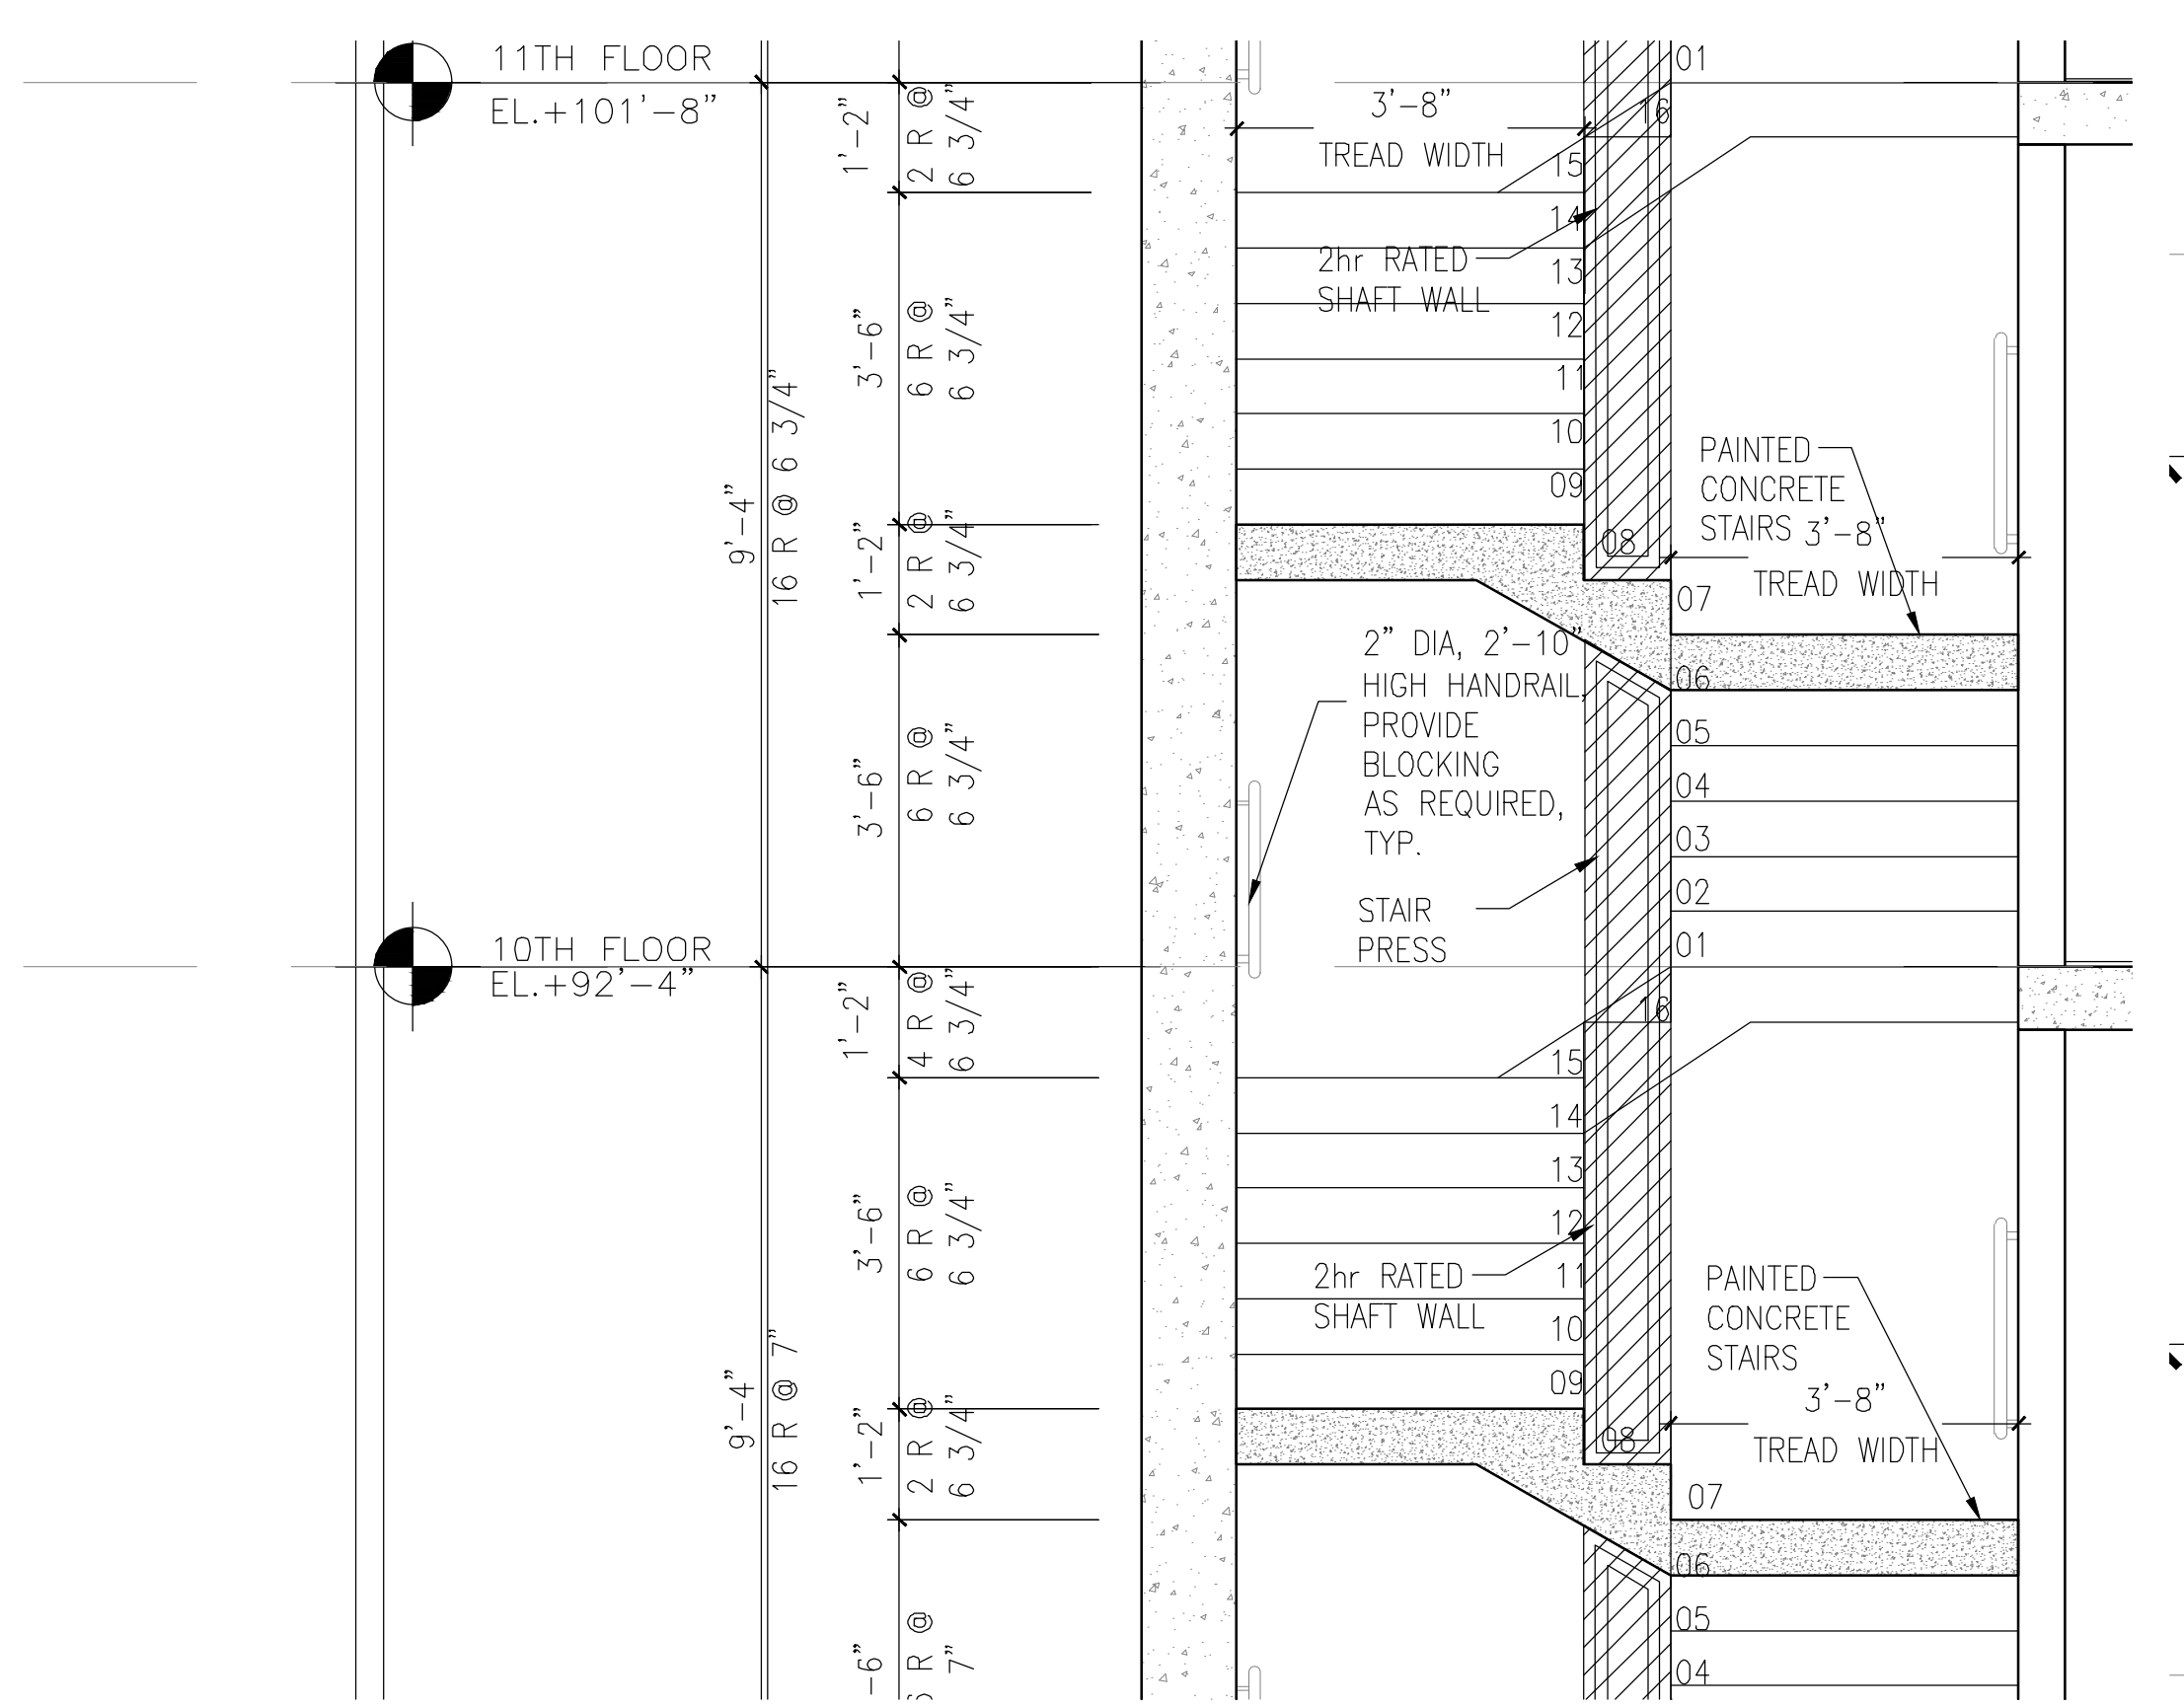 11TH FLOOR
EL.+101'-8"
1'-2"
2 R @
6 3/4"
3'-6"
6 R @
6 3/4"
9'-4"
16 R @ 6 3/4"
1'-2"
2 R @
6 3/4"
3'-6"
6 R @
6 3/4"
01
16
3'-8"
TREAD WIDTH
15
14
2hr RATED
SHAFT WALL
13
12
11
10
09
08
PAINTED
CONCRETE
STAIRS
3'-8"
TREAD WIDTH
07
06
05
04
03
02
01
2" DIA, 2'-10"
HIGH HANDRAIL,
PROVIDE
BLOCKING
AS REQUIRED,
TYP.
STAIR
PRESS
10TH FLOOR
EL.+92'-4"
1'-2"
4 R @
6 3/4"
3'-6"
6 R @
6 3/4"
9'-4"
16 R @ 7"
1'-2"
2 R @
6 3/4"
-6"
R @
7"
16
15
14
13
12
2hr RATED
SHAFT WALL
11
10
09
08
PAINTED
CONCRETE
STAIRS
3'-8"
TREAD WIDTH
07
06
05
04